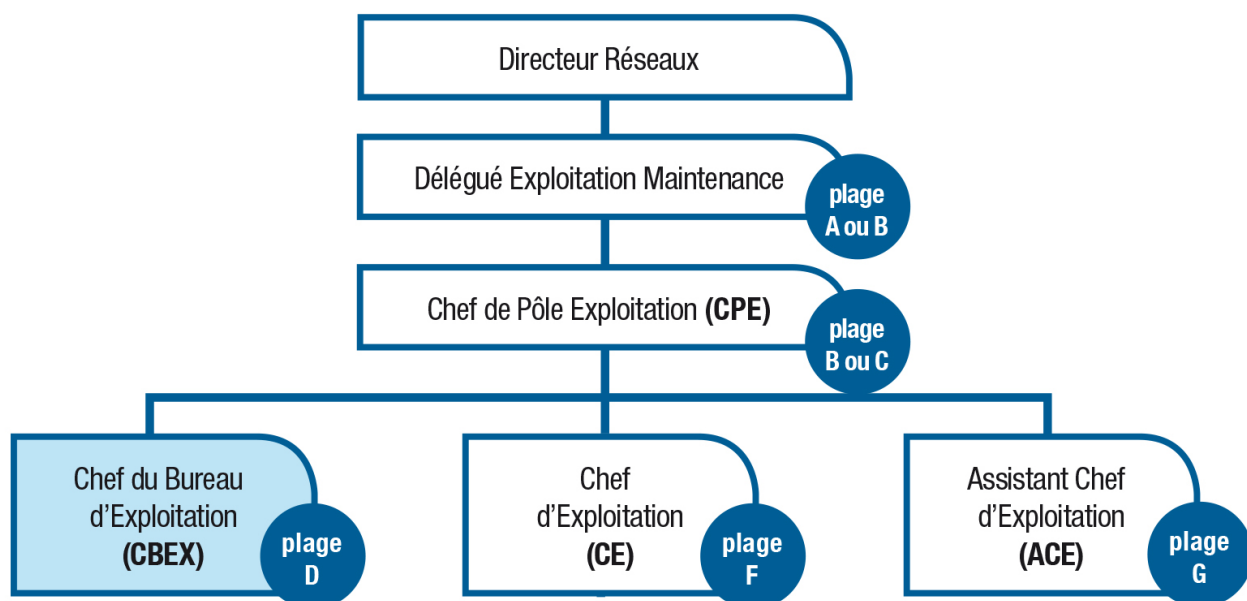 Directeur Réseaux
Délégué Exploitation Maintenance
plage
A ou B
Chef de Pôle Exploitation (CPE)
plage
B ou C
Chef du Bureau
d’Exploitation
(CBEX)
plage
D
Chef
d’Exploitation
(CE)
plage
F
Assistant Chef
d’Exploitation
(ACE)
plage
G